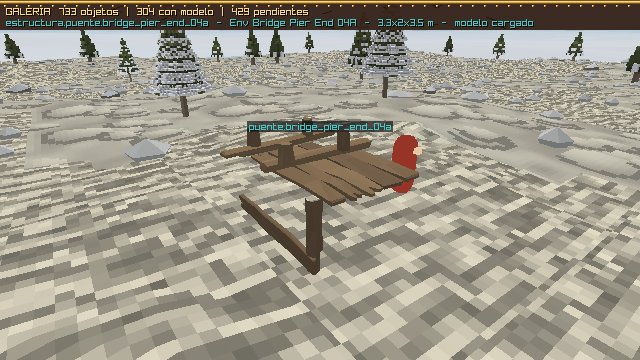 GALERÍA  733 objetos | 304 con modelo | 429 pendientes
estructura.puente.bridge_pier_end_04a - Env Bridge Pier End 04A - 3.3x2x3.5 m - modelo cargado
puente.bridge_pier_end_04a